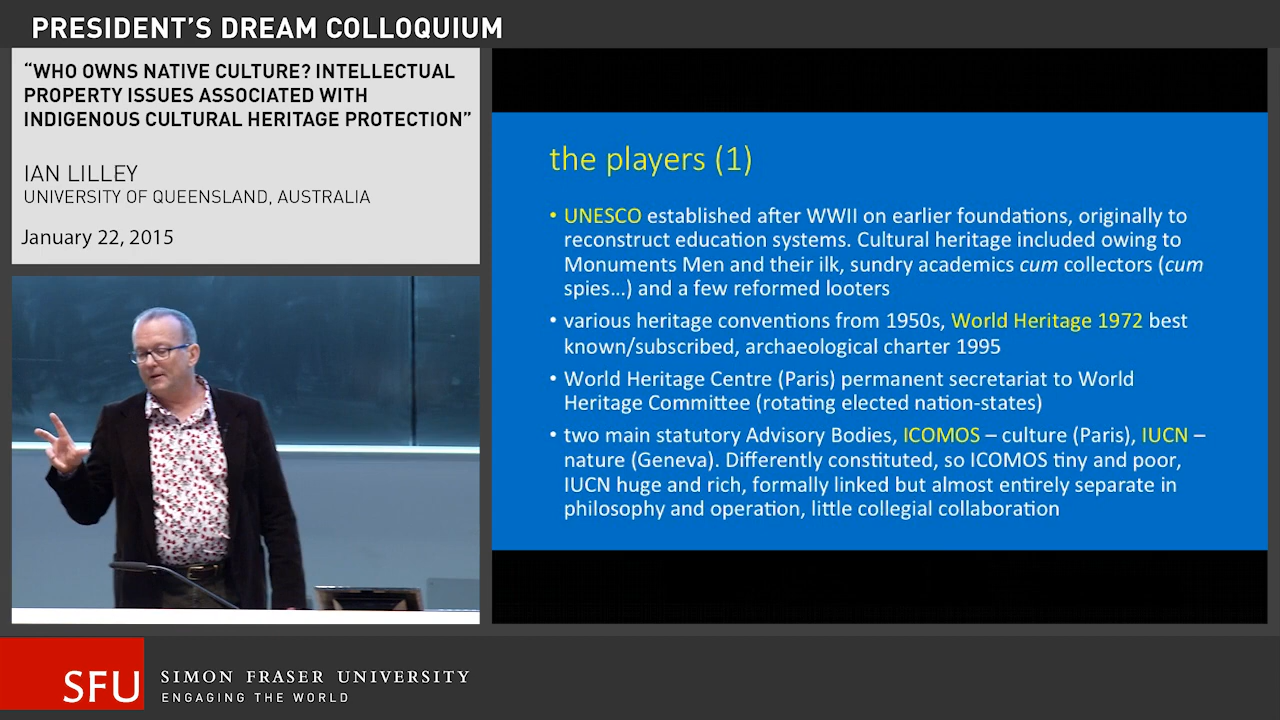 PRESIDENT'S DREAM COLLOQUIUM
“WHO OWNS NATIVE CULTURE? INTELLECTUAL
PROPERTY ISSUES ASSOCIATED WITH
INDIGENOUS CULTURAL HERITAGE PROTECTION”
IAN LILLEY
UNIVERSITY OF QUEENSLAND, AUSTRALIA
January 22, 2015
the players (1)
• UNESCO established after WWII on earlier foundations, originally to
reconstruct education systems. Cultural heritage included owing to
Monuments Men and their ilk, sundry academics cum collectors (cum
spies...) and a few reformed looters
• various heritage conventions from 1950s, World Heritage 1972 best
known/subscribed, archaeological charter 1995
• World Heritage Centre (Paris) permanent secretariat to World
Heritage Committee (rotating elected nation-states)
• two main statutory Advisory Bodies, ICOMOS – culture (Paris), IUCN –
nature (Geneva). Differently constituted, so ICOMOS tiny and poor,
IUCN huge and rich, formally linked but almost entirely separate in
philosophy and operation, little collegial collaboration
SFU
SIMON FRASER UNIVERSITY
ENGAGING THE WORLD